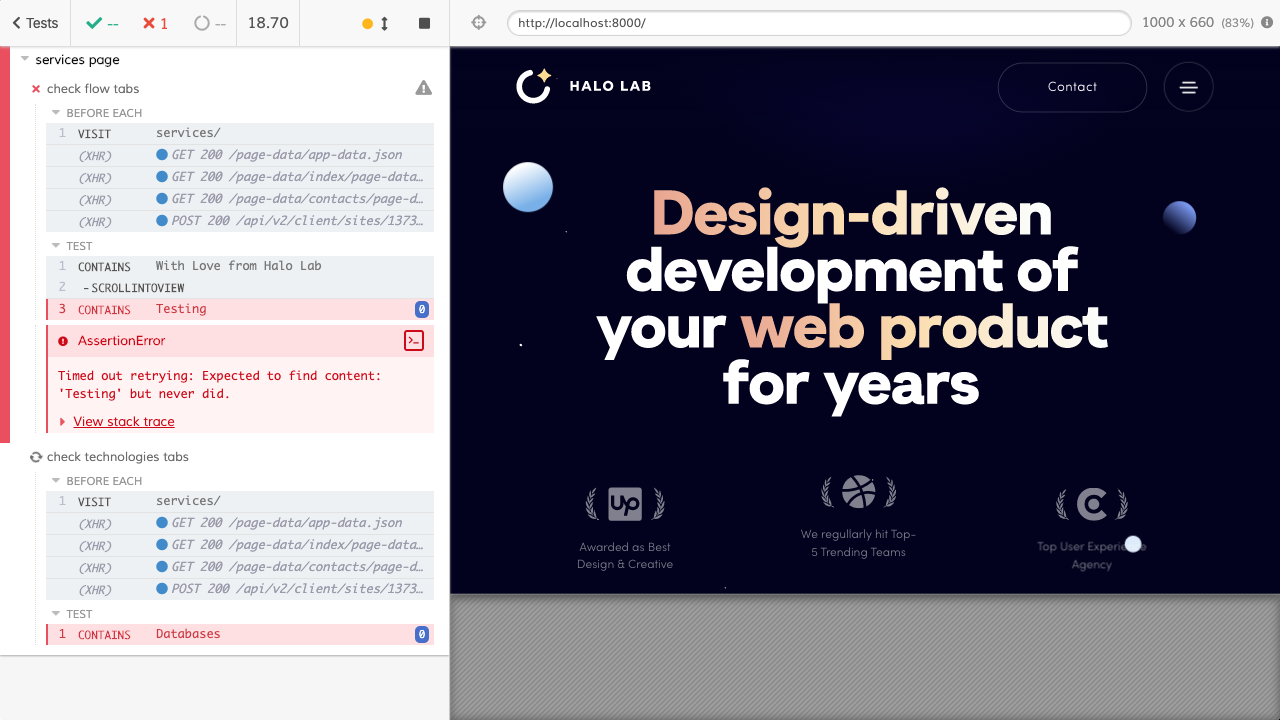 Tests
--
1
--
18.70
http://localhost:8000/
1000 x 660 (83%)
services page
check flow tabs
BEFORE EACH
1 VISIT services/
(XHR) GET 200 /page-data/app-data.json
(XHR) GET 200 /page-data/index/page-data…
(XHR) GET 200 /page-data/contacts/page-d…
(XHR) POST 200 /api/v2/client/sites/1373…
TEST
1 CONTAINS With Love from Halo Lab
2 -SCROLLINTOVIEW
3 CONTAINS Testing 0
AssertionError
Timed out retrying: Expected to find content:
'Testing' but never did.
View stack trace
check technologies tabs
BEFORE EACH
1 VISIT services/
(XHR) GET 200 /page-data/app-data.json
(XHR) GET 200 /page-data/index/page-data…
(XHR) GET 200 /page-data/contacts/page-d…
(XHR) POST 200 /api/v2/client/sites/1373…
TEST
1 CONTAINS Databases 0
HALO LAB
Contact
Design-driven
development of
your web product
for years
Up
Awarded as Best
Design & Creative
We regullarly hit Top-
5 Trending Teams
Top User Experience
Agency